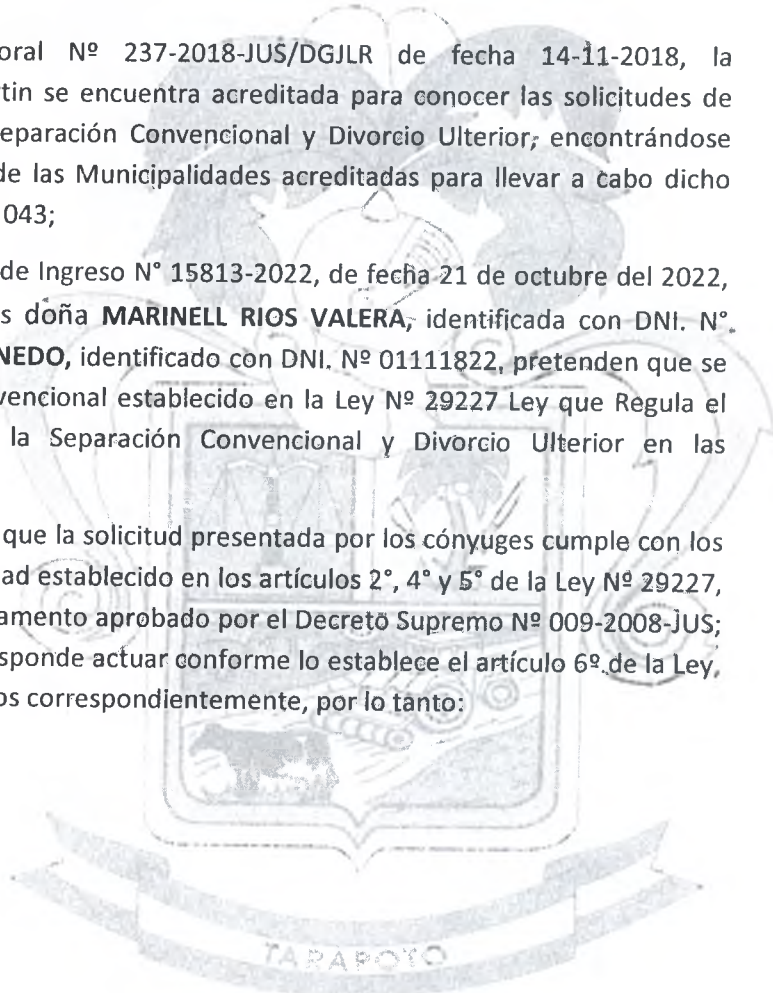 oral Nº 237-2018-JUS/DGJLR de fecha 14-11-2018, la
tin se encuentra acreditada para conocer las solicitudes de
eparación Convencional y Divorcio Ulterior, encontrándose
de las Municipalidades acreditadas para llevar a cabo dicho
043;
de Ingreso N° 15813-2022, de fecha 21 de octubre del 2022,
s doña MARINELL RIOS VALERA, identificada con DNI. N°.
NEDO, identificado con DNI. Nº 01111822, pretenden que se
vencional establecido en la Ley Nº 29227 Ley que Regula el
la Separación Convencional y Divorcio Ulterior en las
que la solicitud presentada por los cónyuges cumple con los
ad establecido en los artículos 2°, 4° y 5° de la Ley Nº 29227,
amento aprobado por el Decreto Supremo Nº 009-2008-JUS;
sponde actuar conforme lo establece el artículo 6º de la Ley,
os correspondientemente, por lo tanto:
TARAPOTO